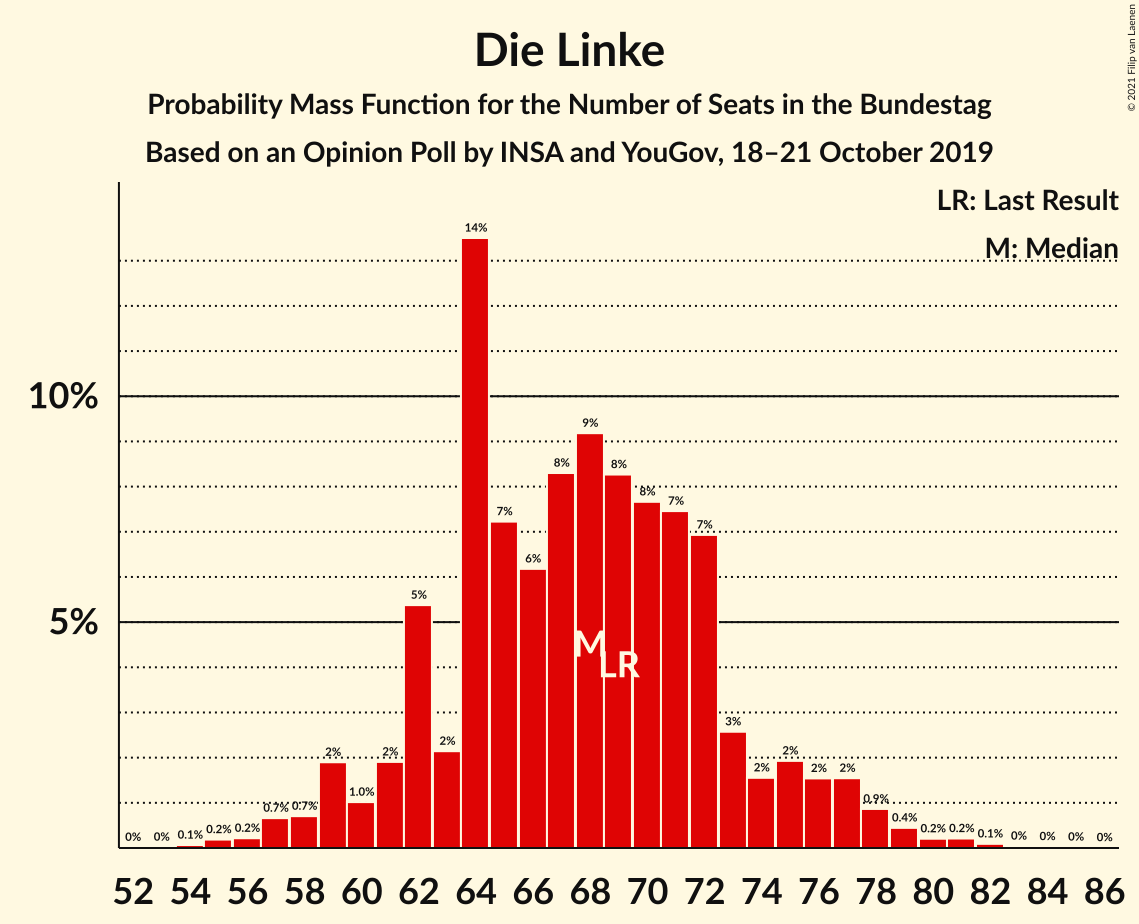 Die Linke
Probability Mass Function for the Number of Seats in the Bundestag
Based on an Opinion Poll by INSA and YouGov, 18–21 October 2019
© 2021 Filip van Laenen
LR: Last Result
M: Median
10%
5%
0% 0% 0.1% 0.2% 0.2% 0.7% 0.7% 2% 1.0% 2% 5% 2% 14% 7% 6% 8% 9% 8% 8% 7% 7% 3% 2% 2% 2% 2% 0.9% 0.4% 0.2% 0.2% 0.1% 0% 0% 0% 0%
M
LR
52 54 56 58 60 62 64 66 68 70 72 74 76 78 80 82 84 86